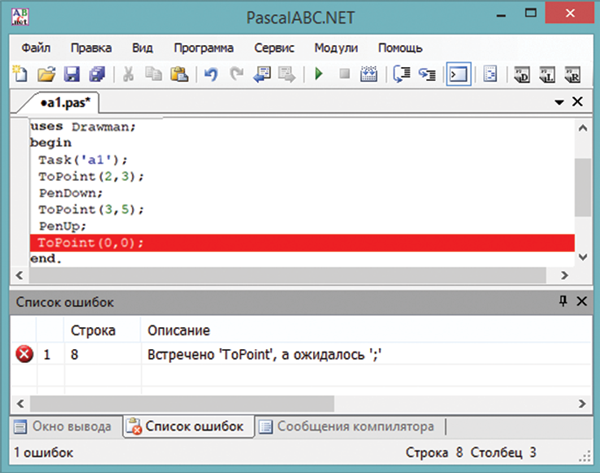 PascalABC.NET
Файл Правка Вид Программа Сервис Модули Помощь
•a1.pas*
uses Drawman;
begin
Task('a1');
ToPoint(2,3);
PenDown;
ToPoint(3,5);
PenUp;
ToPoint(0,0);
end.
Список ошибок
Строка Описание
1 8 Встречено 'ToPoint', а ожидалось ';'
Окно вывода Список ошибок Сообщения компилятора
1 ошибок Строка 8 Столбец 3